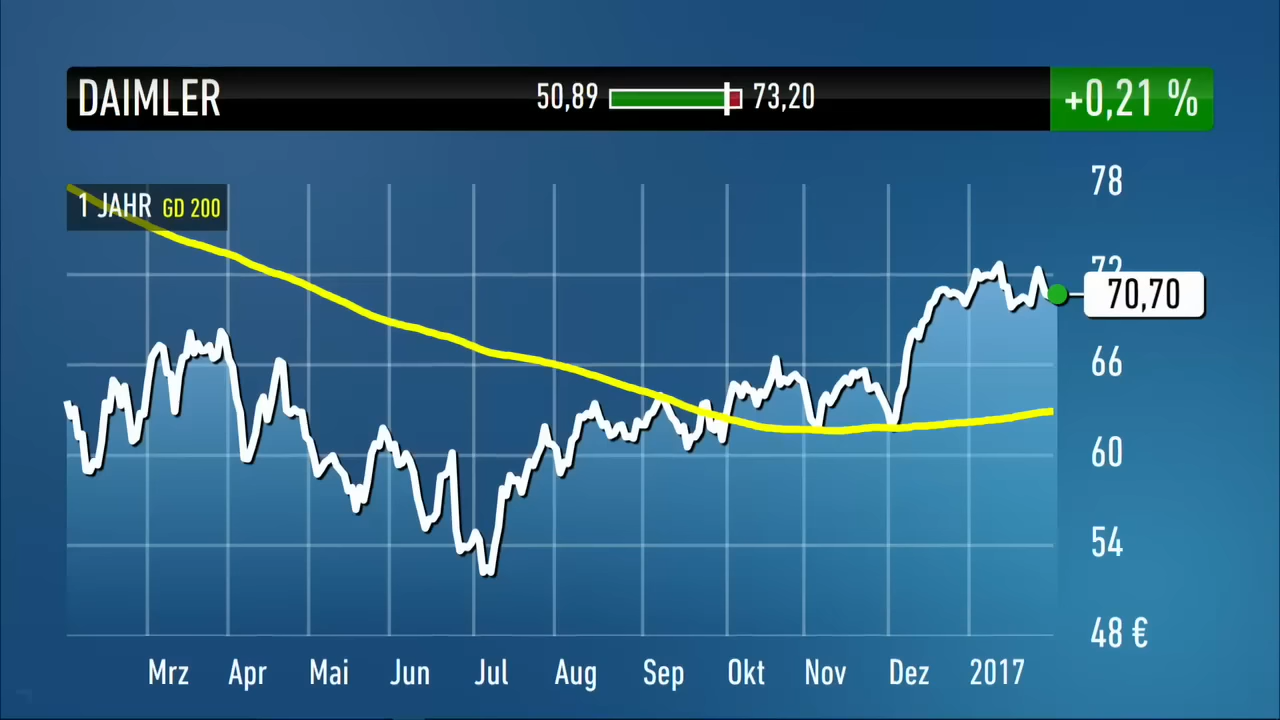 DAIMLER 50,89 73,20 +0,21 %
1 JAHR GD 200
78
72
70,70
66
60
54
48 €
Mrz Apr Mai Jun Jul Aug Sep Okt Nov Dez 2017